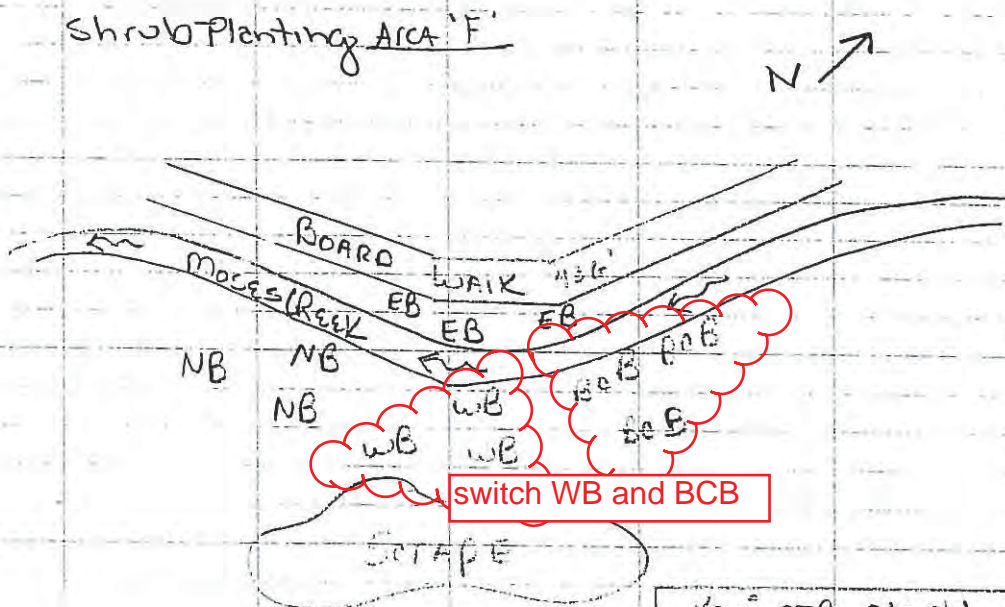 Shrub Planting Area 'F'
N
BOARD
WALK
Moses CREEK
EB
EB
EB
NB
NB
NB
WB
WB
WB
BCB
BCB
BCB
switch WB and BCB
SCrApE